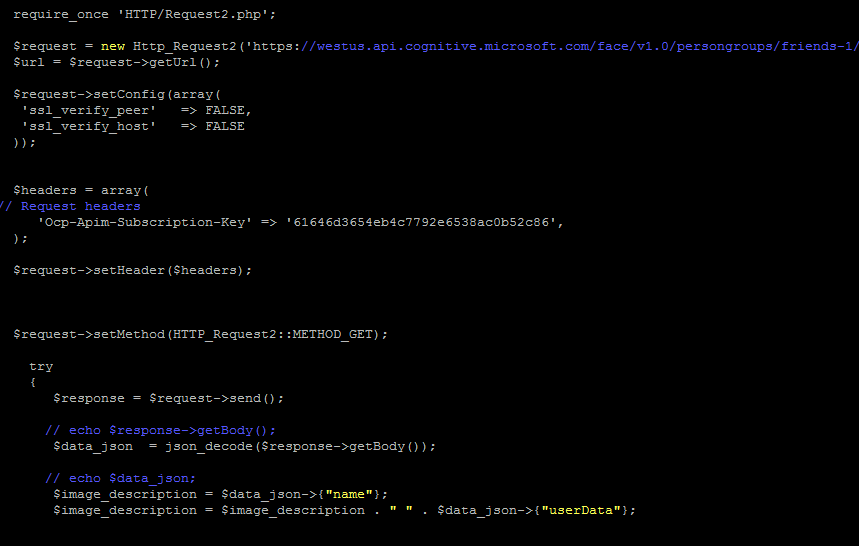 require_once 'HTTP/Request2.php';
$request = new Http_Request2('https://westus.api.cognitive.microsoft.com/face/v1.0/persongroups/friends-1/
$url = $request->getUrl();
$request->setConfig(array(
'ssl_verify_peer' => FALSE,
'ssl_verify_host' => FALSE
));
$headers = array(
// Request headers
'Ocp-Apim-Subscription-Key' => '61646d3654eb4c7792e6538ac0b52c86',
);
$request->setHeader($headers);
$request->setMethod(HTTP_Request2::METHOD_GET);
try
{
$response = $request->send();
// echo $response->getBody();
$data_json = json_decode($response->getBody());
// echo $data_json;
$image_description = $data_json->{"name"};
$image_description = $image_description . " " . $data_json->{"userData"};